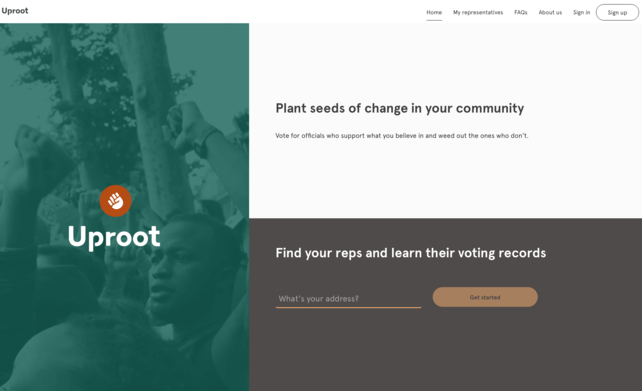 Uproot
Home My representatives FAQs About us Sign in Sign up
Uproot
Plant seeds of change in your community
Vote for officials who support what you believe in and weed out the ones who don't.
Find your reps and learn their voting records
What's your address?
Get started